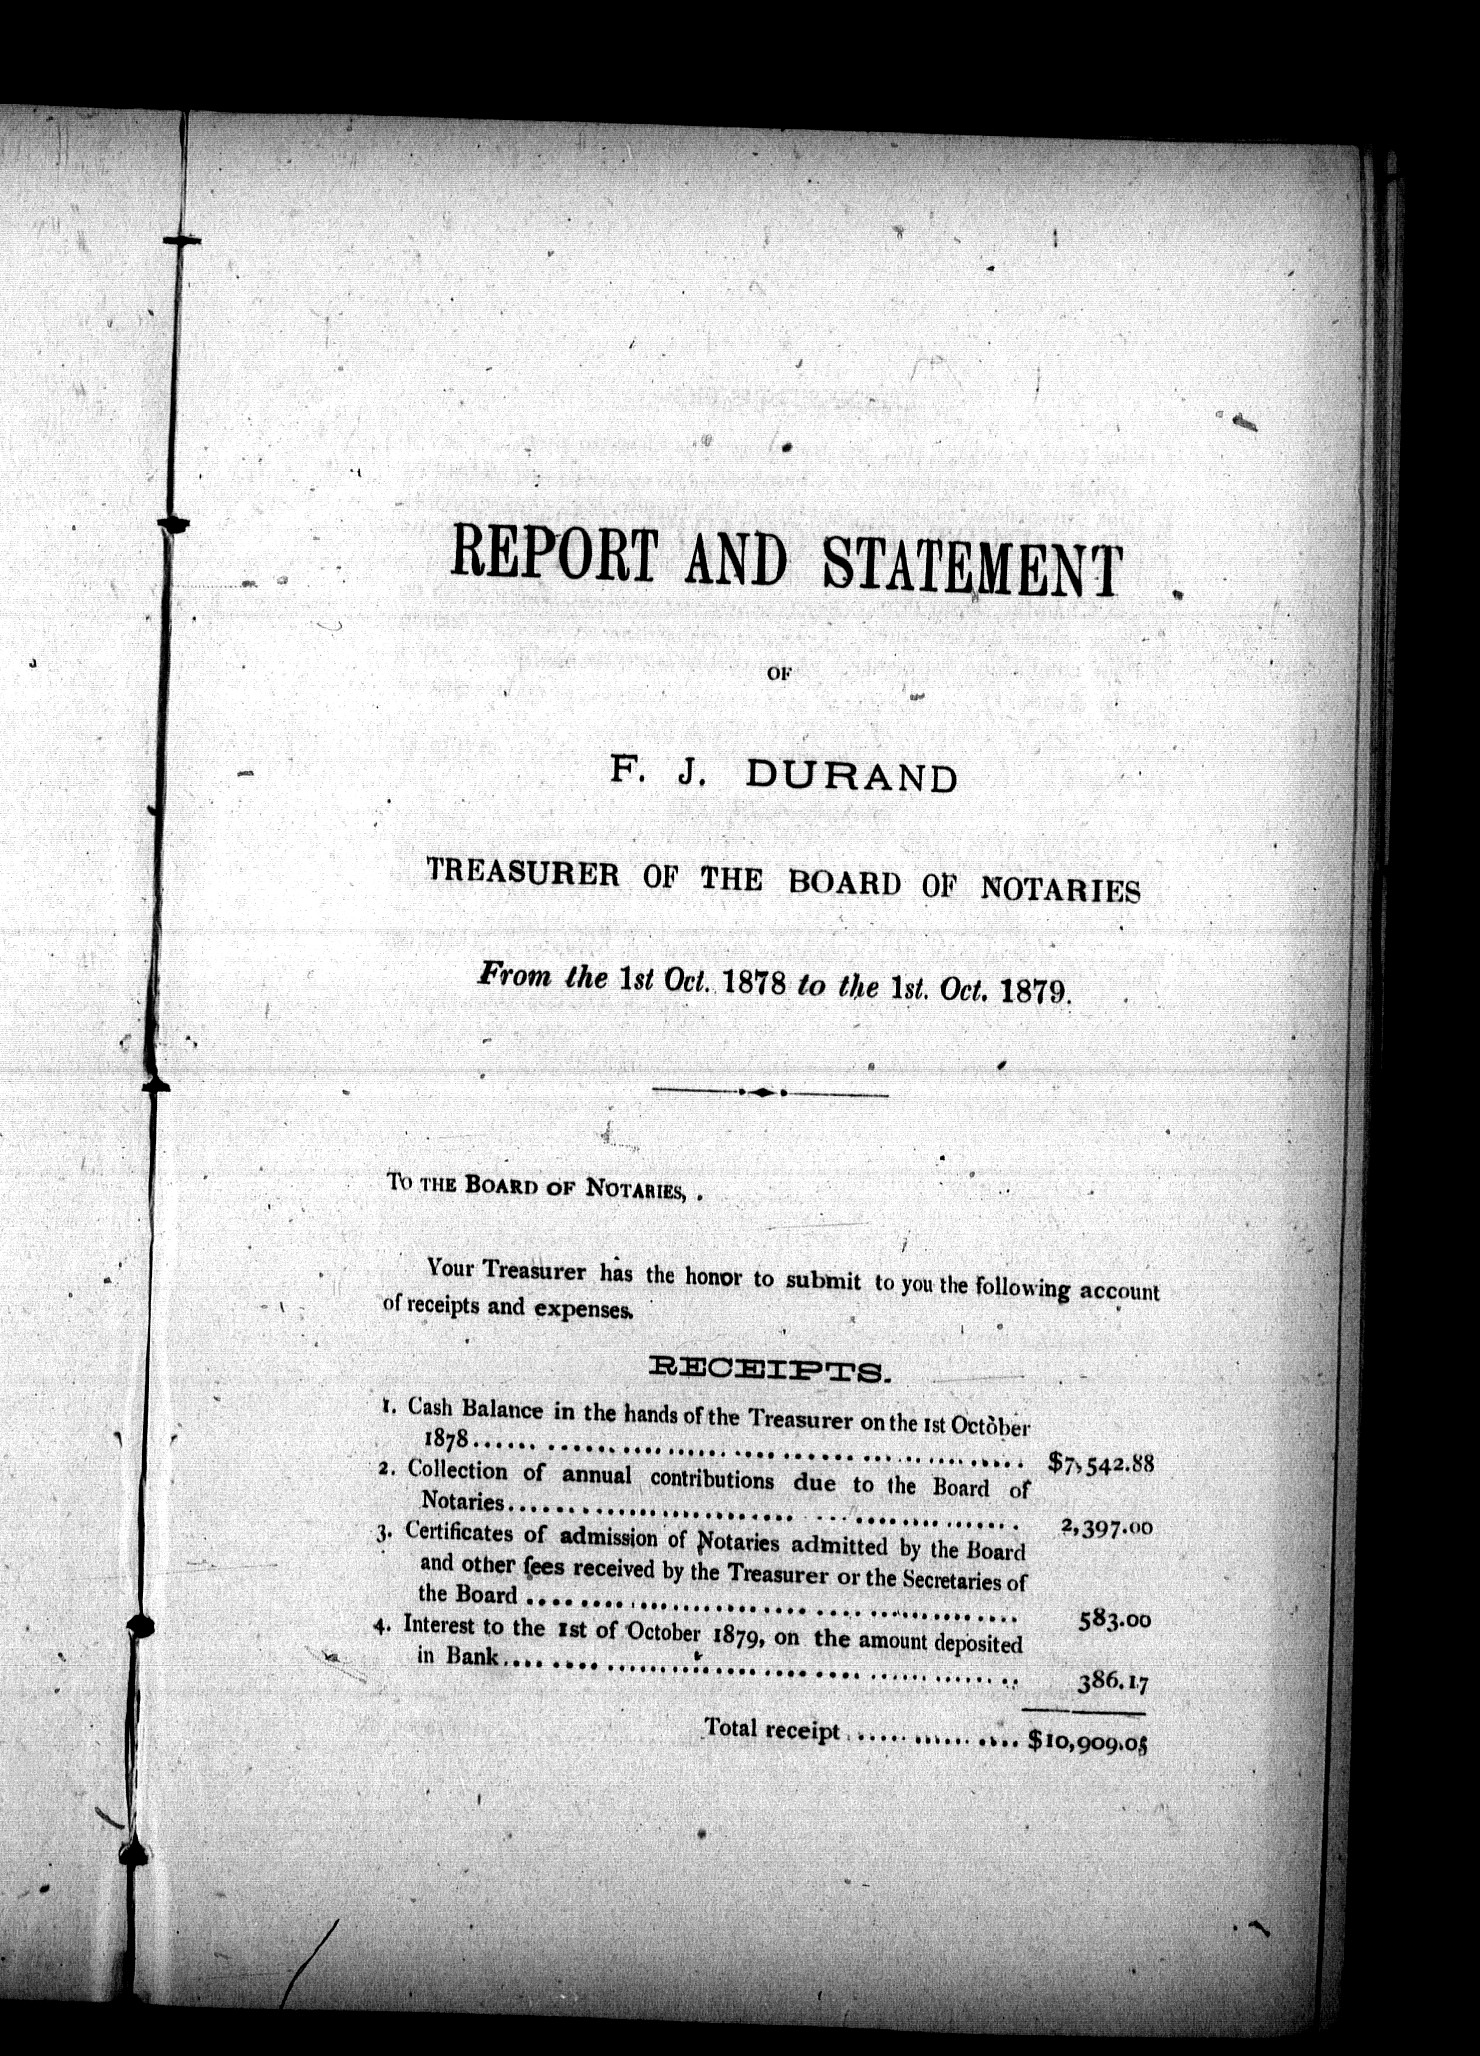 REPORT AND STATEMENT
OF
F. J. DURAND
TREASURER OF THE BOARD OF NOTARIES
From the 1st Oct. 1878 to the 1st. Oct. 1879.
TO THE BOARD OF NOTARIES,
Your Treasurer has the honor to submit to you the following account
of receipts and expenses.
RECEIPTS.
1. Cash Balance in the hands of the Treasurer on the 1st October
1878.................................................. $7,542.88
2. Collection of annual contributions due to the Board of
Notaries.............................................. 2,397.00
3. Certificates of admission of Notaries admitted by the Board
and other fees received by the Treasurer or the Secretaries of
the Board ............................................ 583.00
4. Interest to the 1st of October 1879, on the amount deposited
in Bank............................................... 386.17
Total receipt ................ $10,909.05